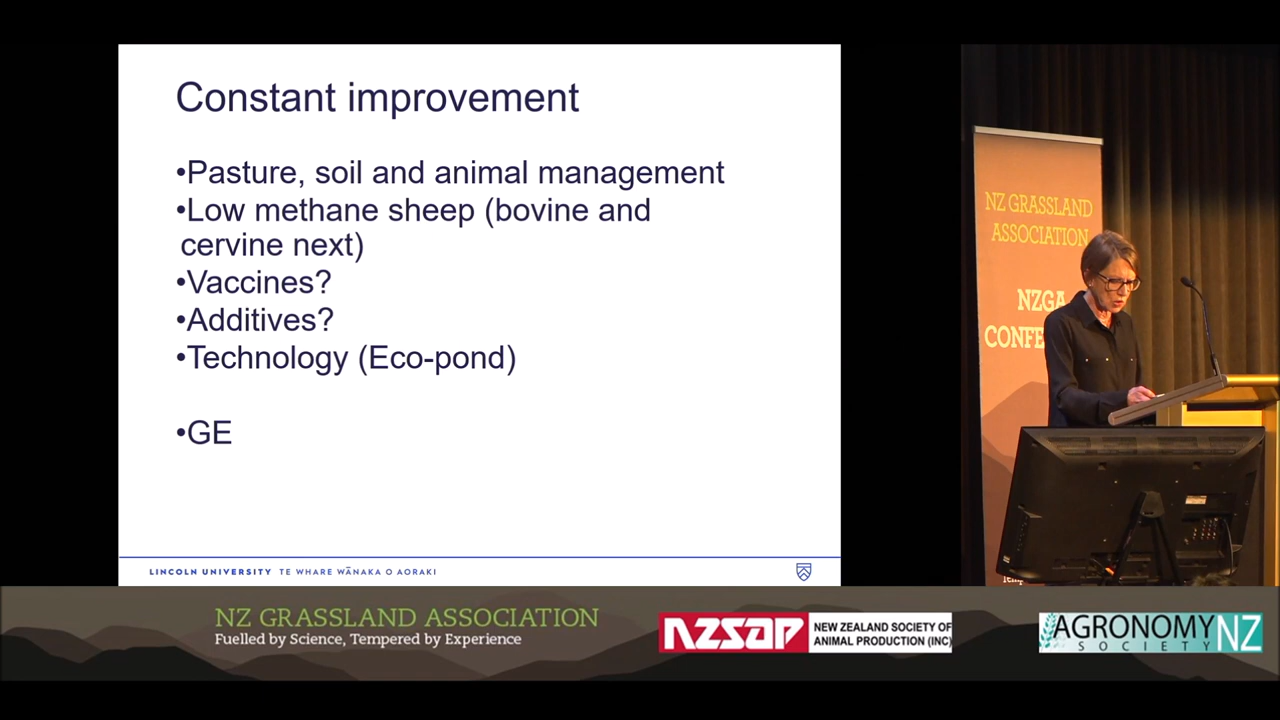 Constant improvement
•Pasture, soil and animal management
•Low methane sheep (bovine and
cervine next)
•Vaccines?
•Additives?
•Technology (Eco-pond)
•GE
LINCOLN UNIVERSITY TE WHARE WĀNAKA O AORAKI
NZ GRASSLAND
ASSOCIATION
NZGA
NZ GRASSLAND ASSOCIATION
Fuelled by Science, Tempered by Experience
NZSAP
NEW ZEALAND SOCIETY OF
ANIMAL PRODUCTION (INC)
AGRONOMY NZ
SOCIETY